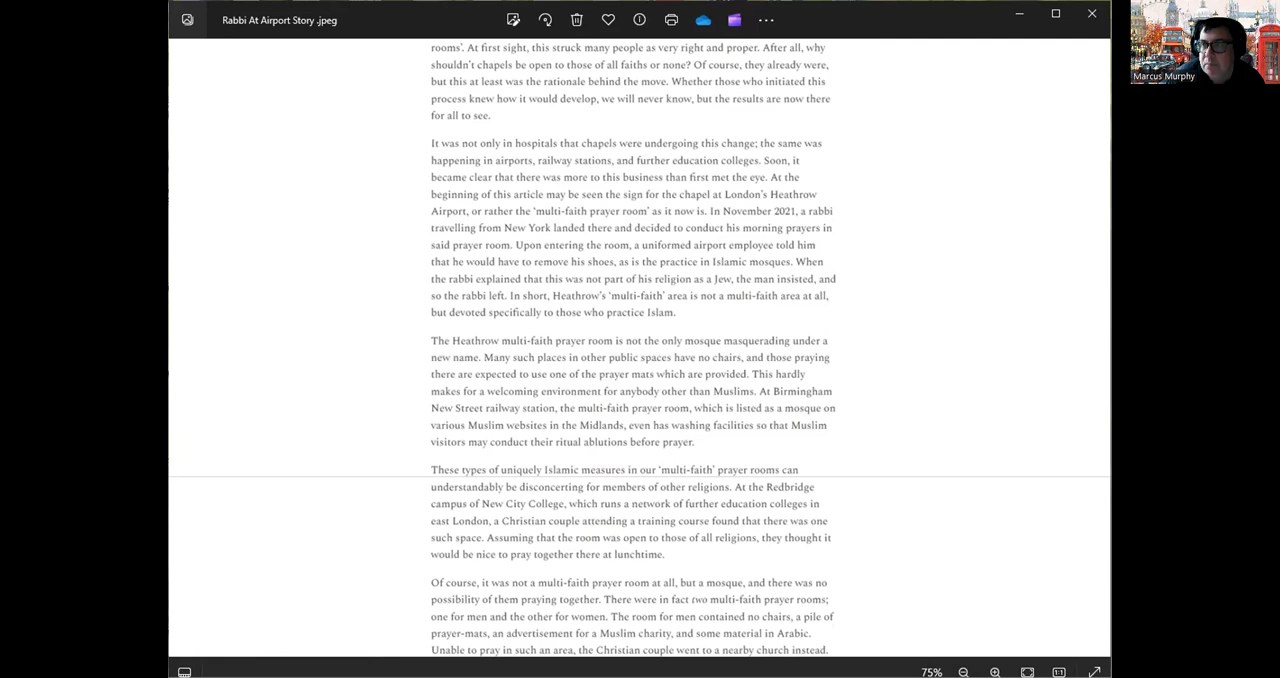 Rabbi At Airport Story .jpeg
Marcus Murphy
rooms'. At first sight, this struck many people as very right and proper. After all, why
shouldn't chapels be open to those of all faiths or none? Of course, they already were,
but this at least was the rationale behind the move. Whether those who initiated this
process knew how it would develop, we will never know, but the results are now there
for all to see.
It was not only in hospitals that chapels were undergoing this change; the same was
happening in airports, railway stations, and further education colleges. Soon, it
became clear that there was more to this business than first met the eye. At the
beginning of this article may be seen the sign for the chapel at London's Heathrow
Airport, or rather the 'multi-faith prayer room' as it now is. In November 2021, a rabbi
travelling from New York landed there and decided to conduct his morning prayers in
said prayer room. Upon entering the room, a uniformed airport employee told him
that he would have to remove his shoes, as is the practice in Islamic mosques. When
the rabbi explained that this was not part of his religion as a Jew, the man insisted, and
so the rabbi left. In short, Heathrow's 'multi-faith' area is not a multi-faith area at all,
but devoted specifically to those who practice Islam.
The Heathrow multi-faith prayer room is not the only mosque masquerading under a
new name. Many such places in other public spaces have no chairs, and those praying
there are expected to use one of the prayer mats which are provided. This hardly
makes for a welcoming environment for anybody other than Muslims. At Birmingham
New Street railway station, the multi-faith prayer room, which is listed as a mosque on
various Muslim websites in the Midlands, even has washing facilities so that Muslim
visitors may conduct their ritual ablutions before prayer.
These types of uniquely Islamic measures in our 'multi-faith' prayer rooms can
understandably be disconcerting for members of other religions. At the Redbridge
campus of New City College, which runs a network of further education colleges in
east London, a Christian couple attending a training course found that there was one
such space. Assuming that the room was open to those of all religions, they thought it
would be nice to pray together there at lunchtime.
Of course, it was not a multi-faith prayer room at all, but a mosque, and there was no
possibility of them praying together. There were in fact two multi-faith prayer rooms;
one for men and the other for women. The room for men contained no chairs, a pile of
prayer-mats, an advertisement for a Muslim charity, and some material in Arabic.
Unable to pray in such an area, the Christian couple went to a nearby church instead.
75%